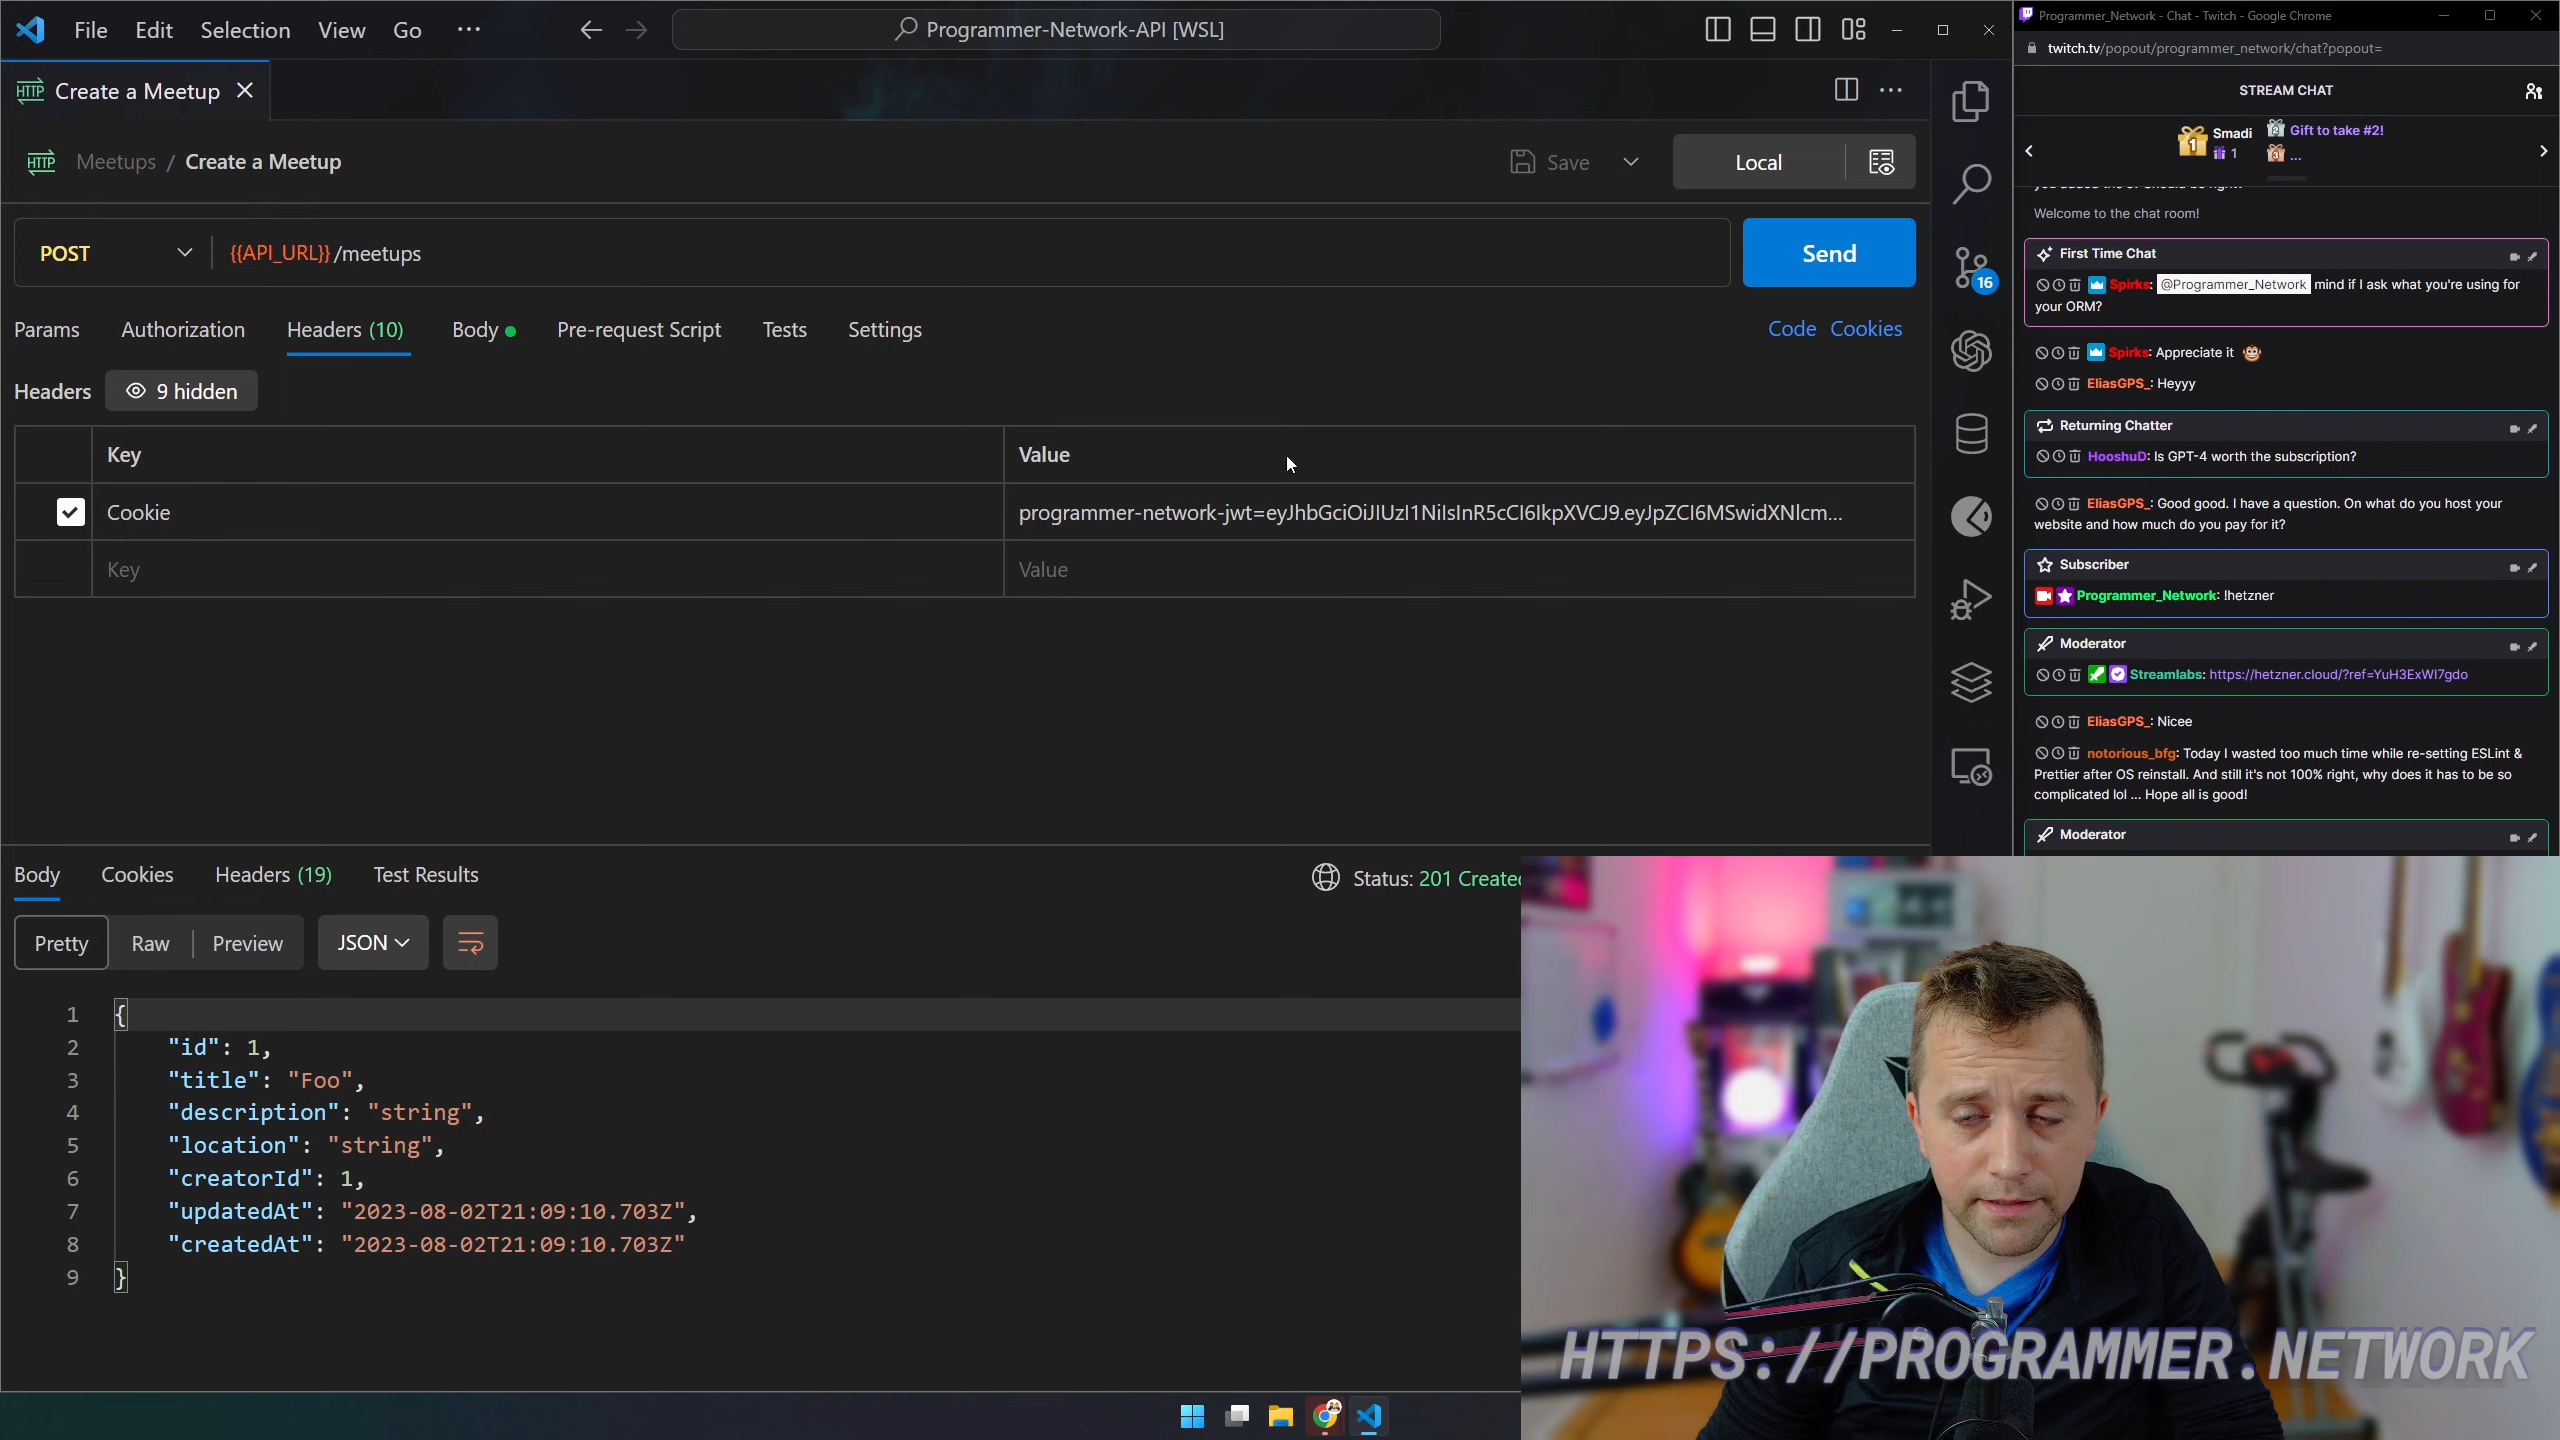 File Edit Selection View Go ···
Programmer-Network-API [WSL]
HTTP Create a Meetup
HTTP Meetups / Create a Meetup
Save
Local
POST {{API_URL}}/meetups
Send
Params Authorization Headers (10) Body Pre-request Script Tests Settings
Code Cookies
Headers 9 hidden
Key Value
Cookie programmer-network-jwt=eyJhbGciOiJIUzI1NiIsInR5cCI6IkpXVCJ9.eyJpZCI6MSwidXNlcm...
Key Value
16
Body Cookies Headers (19) Test Results
Status: 201 Created
Pretty Raw Preview JSON
1 {
2 "id": 1,
3 "title": "Foo",
4 "description": "string",
5 "location": "string",
6 "creatorId": 1,
7 "updatedAt": "2023-08-02T21:09:10.703Z",
8 "createdAt": "2023-08-02T21:09:10.703Z"
9 }
Programmer_Network - Chat - Twitch - Google Chrome
twitch.tv/popout/programmer_network/chat?popout=
STREAM CHAT
1 Smadi
1
2 Gift to take #2!
3 ...
Welcome to the chat room!
First Time Chat
Spirks: @Programmer_Network mind if I ask what you're using for
your ORM?
Spirks: Appreciate it
EliasGPS_: Heyyy
Returning Chatter
HooshuD: Is GPT-4 worth the subscription?
EliasGPS_: Good good. I have a question. On what do you host your
website and how much do you pay for it?
Subscriber
Programmer_Network: !hetzner
Moderator
Streamlabs: https://hetzner.cloud/?ref=YuH3ExWI7gdo
EliasGPS_: Nicee
notorious_bfg: Today I wasted too much time while re-setting ESLint &
Prettier after OS reinstall. And still it's not 100% right, why does it has to be so
complicated lol ... Hope all is good!
Moderator
HTTPS://PROGRAMMER.NETWORK